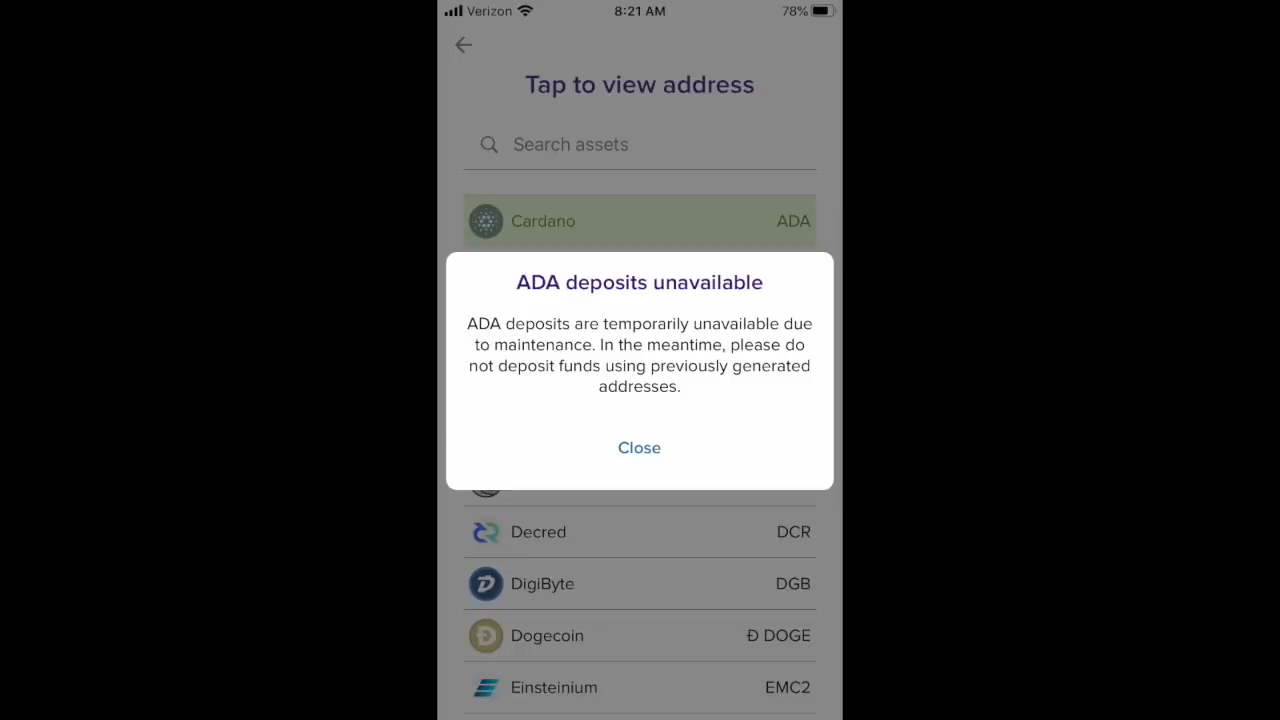 Verizon 8:21 AM 78%
Tap to view address
Search assets
Cardano ADA
ADA deposits unavailable
ADA deposits are temporarily unavailable due
to maintenance. In the meantime, please do
not deposit funds using previously generated
addresses.
Close
Decred DCR
DigiByte DGB
Dogecoin Ð DOGE
Einsteinium EMC2